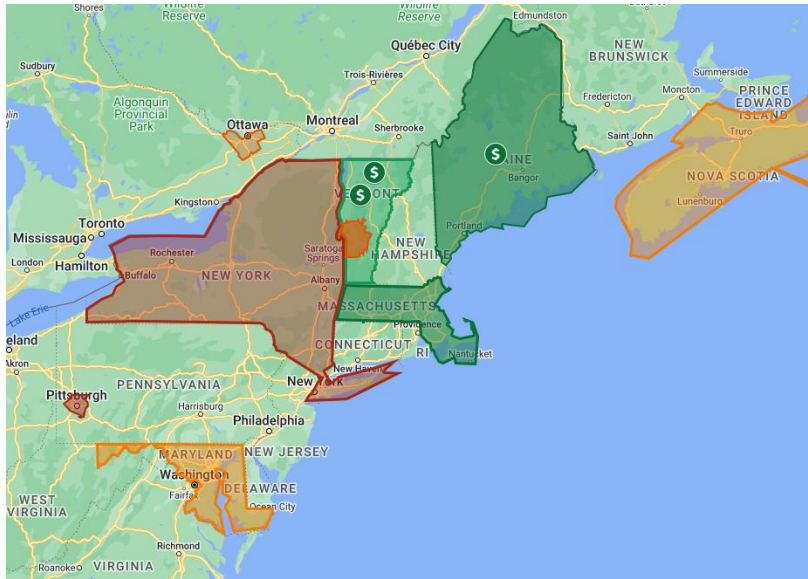 Shores
Wildlife
Reserve
Wildlife
Reserve
Edmundston
Québec City
NEW
BRUNSWICK
Sudbury
Trois-Rivières
Summerside
Algonquin
Provincial
Park
Fredericton
Moncton
PRINCE
EDWARD
ISLAND
Ottawa
Montreal
Sherbrooke
Saint John
Truro
$
$
VERMONT
$
MAINE
Bangor
NOVA SCOTIA
Lunenburg
Kingston
Toronto
Mississauga
London
Hamilton
Rochester
Buffalo
NEW YORK
Saratoga
Springs
Albany
NEW
HAMPSHIRE
Portland
Lake Erie
MASSACHUSETTS
Providence
CONNECTICUT
RI
Nantucket
New Haven
eland
Akron
PENNSYLVANIA
New York
Pittsburgh
Harrisburg
Philadelphia
MARYLAND
NEW JERSEY
Washington
Fairfax
DELAWARE
Ocean City
WEST
VIRGINIA
Richmond
Roanoke
VIRGINIA